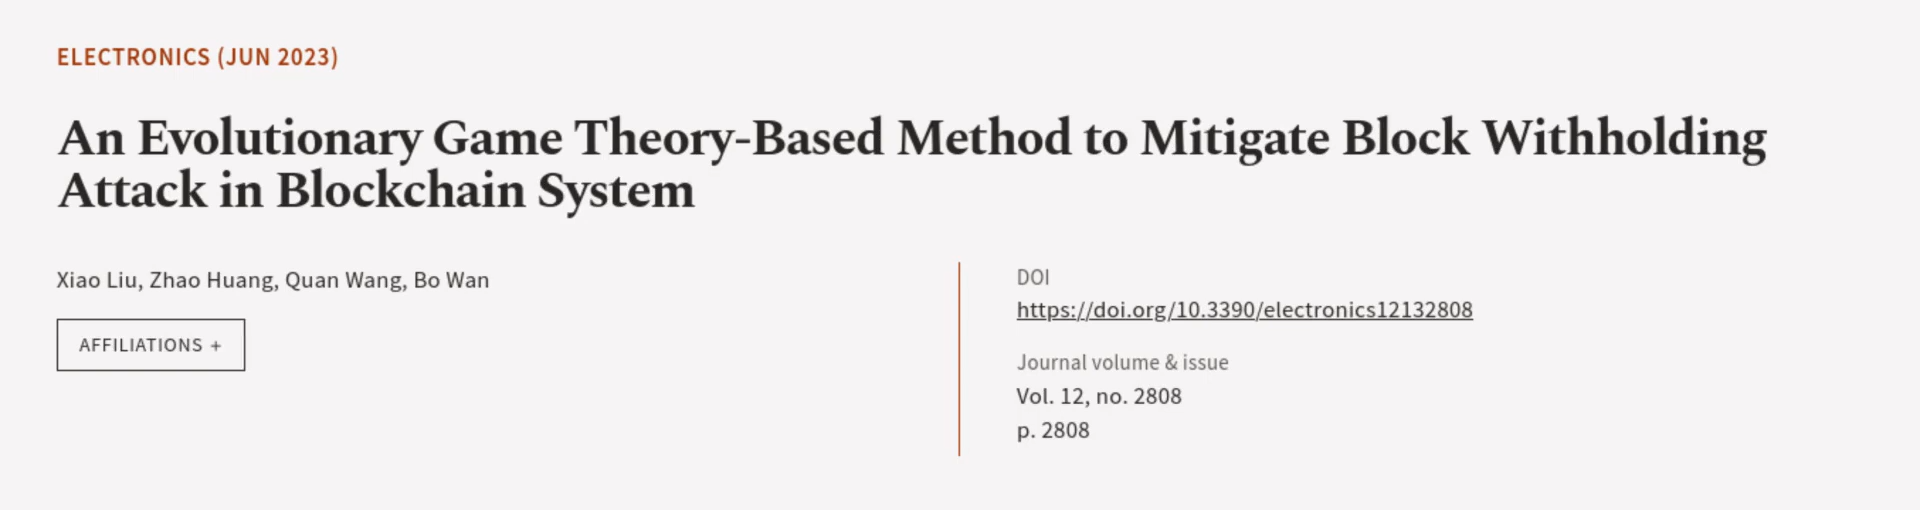 ELECTRONICS (JUN 2023)
An Evolutionary Game Theory-Based Method to Mitigate Block Withholding
Attack in Blockchain System
Xiao Liu, Zhao Huang, Quan Wang, Bo Wan
AFFILIATIONS +
DOI
https://doi.org/10.3390/electronics12132808
Journal volume & issue
Vol. 12, no. 2808
p. 2808